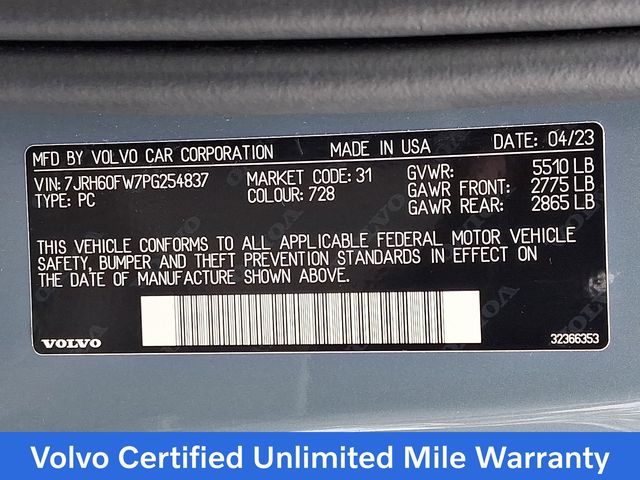 MFD BY VOLVO CAR CORPORATION MADE IN USA DATE: 04/23
VIN: 7JRH60FW7PG254837 MARKET CODE: 31 GVWR: 5510 LB
TYPE: PC COLOUR: 728 GAWR FRONT: 2775 LB
GAWR REAR: 2865 LB
THIS VEHICLE CONFORMS TO ALL APPLICABLE FEDERAL MOTOR VEHICLE
SAFETY, BUMPER AND THEFT PREVENTION STANDARDS IN EFFECT ON
THE DATE OF MANUFACTURE SHOWN ABOVE.
VOLVO 32366353
Volvo Certified Unlimited Mile Warranty